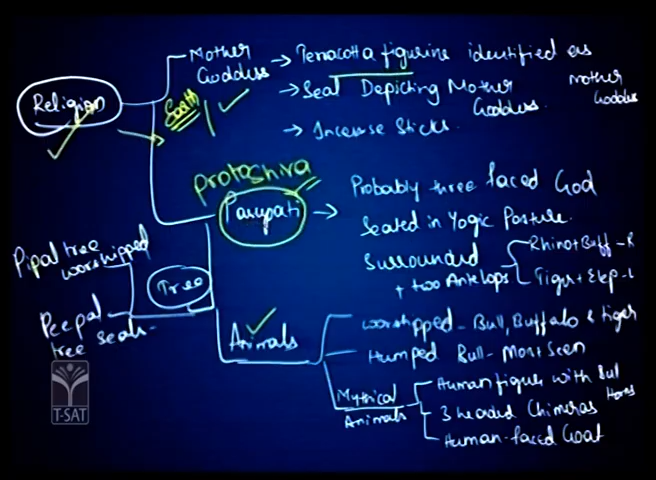 Religion
Mother Goddess → Terracotta figurine identified as Mother Goddess
→ Seal Depicting Mother Goddess.
→ Incense Sticks.
Earth
protoshiva
Pasupati → Probably three faced God
Seated in Yogic Posture.
Surrounded
+ two Antelops
Rhino + Buff - R
Tiger + Elep - L
Pipal tree worshipped
Peepal tree seals -
Tree
Animals
worshipped - Bull, Buffalo & tiger
Humped Bull - Most Seen
Mythical Animals
Human figure with Bul Horns
3 headed Chimeras
Human-faced Goat
T-SAT